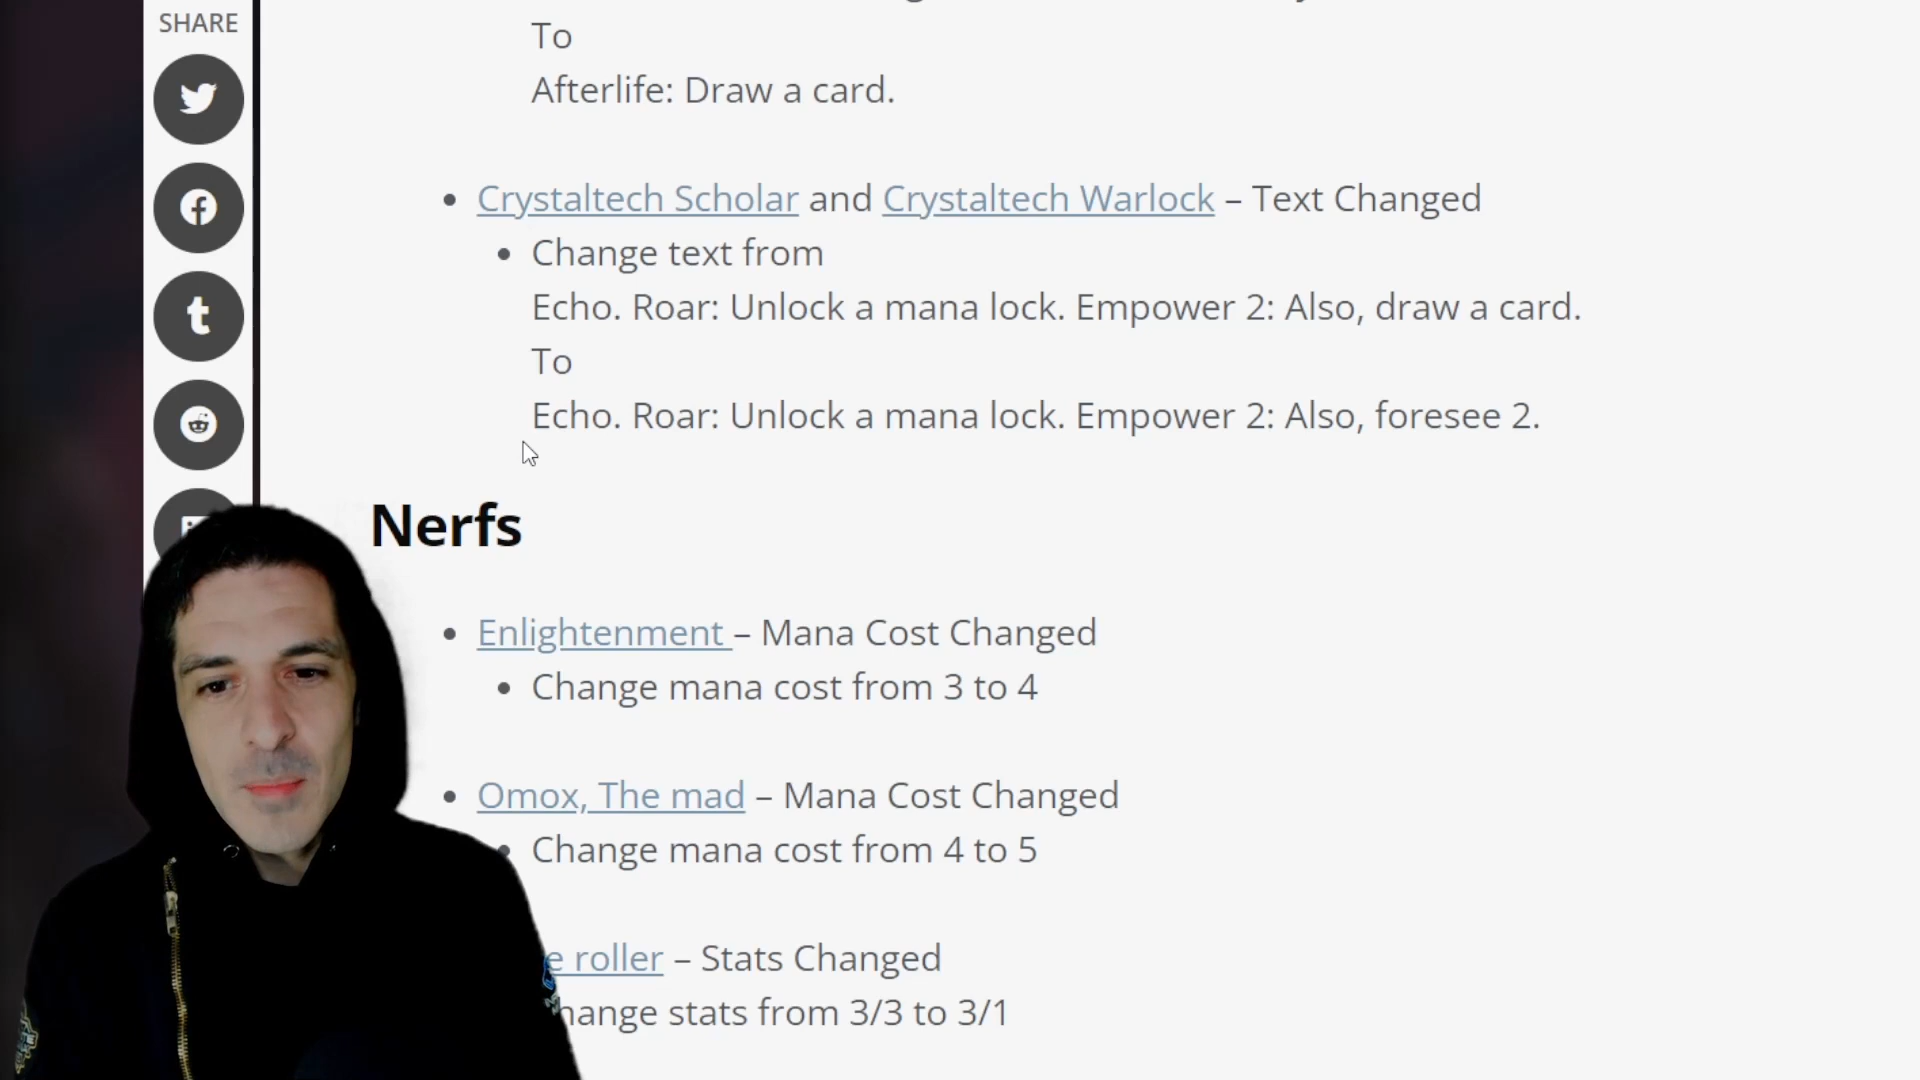 SHARE
To
Afterlife: Draw a card.
Crystaltech Scholar and Crystaltech Warlock – Text Changed
Change text from
Echo. Roar: Unlock a mana lock. Empower 2: Also, draw a card.
To
Echo. Roar: Unlock a mana lock. Empower 2: Also, foresee 2.
Nerfs
Enlightenment – Mana Cost Changed
Change mana cost from 3 to 4
Omox, The mad – Mana Cost Changed
Change mana cost from 4 to 5
roller – Stats Changed
stats from 3/3 to 3/1